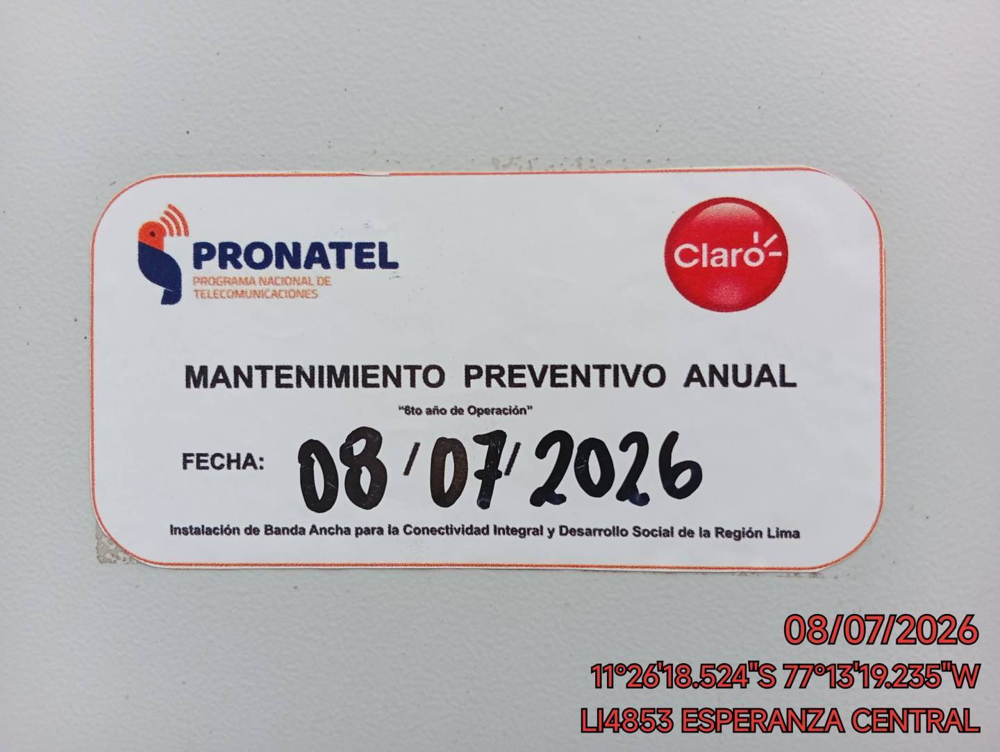 PRONATEL
PROGRAMA NACIONAL DE
TELECOMUNICACIONES
Claro
MANTENIMIENTO PREVENTIVO ANUAL
"6to año de Operación"
FECHA: 08/07/2026
Instalación de Banda Ancha para la Conectividad Integral y Desarrollo Social de la Región Lima
08/07/2026
11°26'18.524"S 77°13'19.235"W
LI4853 ESPERANZA CENTRAL